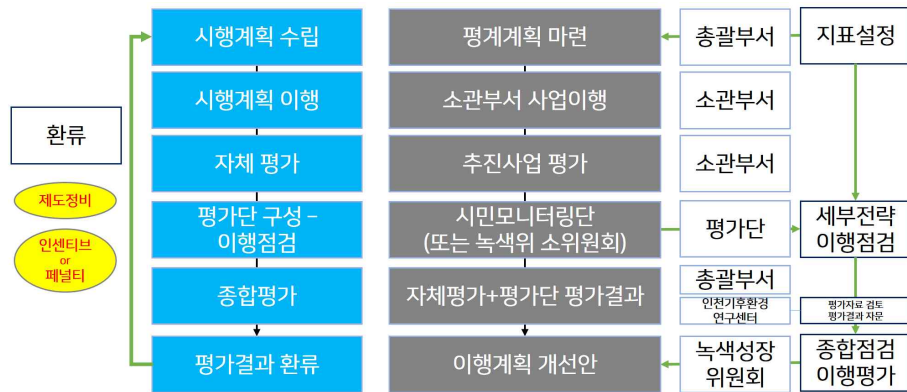 시행계획 수립
평계계획 마련
총괄부서
지표설정
시행계획 이행
소관부서 사업이행
소관부서
환류
자체 평가
추진사업 평가
소관부서
제도정비
평가단 구성 –
이행점검
시민모니터링단
(또는 녹색위 소위원회)
평가단
세부전략
이행점검
인센티브
or
페널티
종합평가
자체평가+평가단 평가결과
총괄부서
인천기후환경
연구센터
평가자료 검토
평가결과 자문
평가결과 환류
이행계획 개선안
녹색성장
위원회
종합점검
이행평가